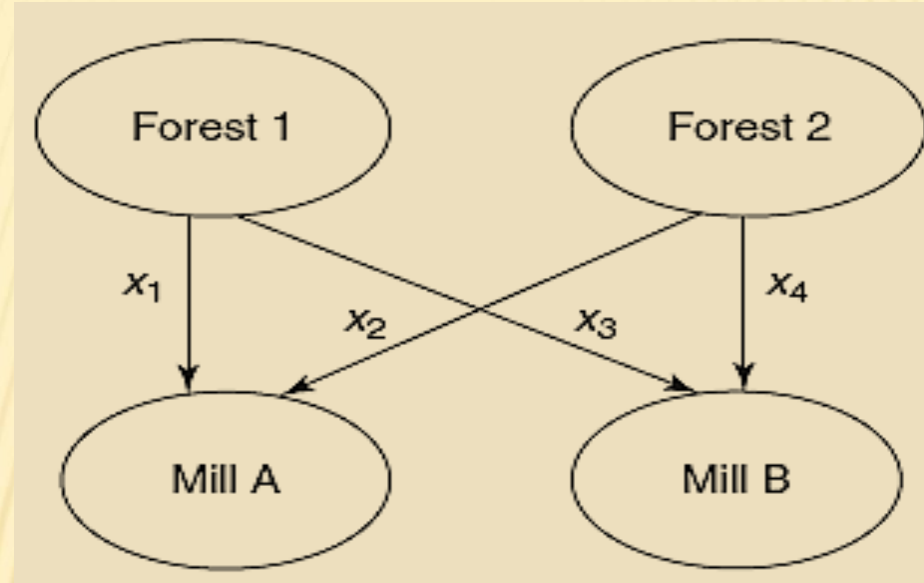 Forest 1
Forest 2
x₁
x₂
x₃
x₄
Mill A
Mill B